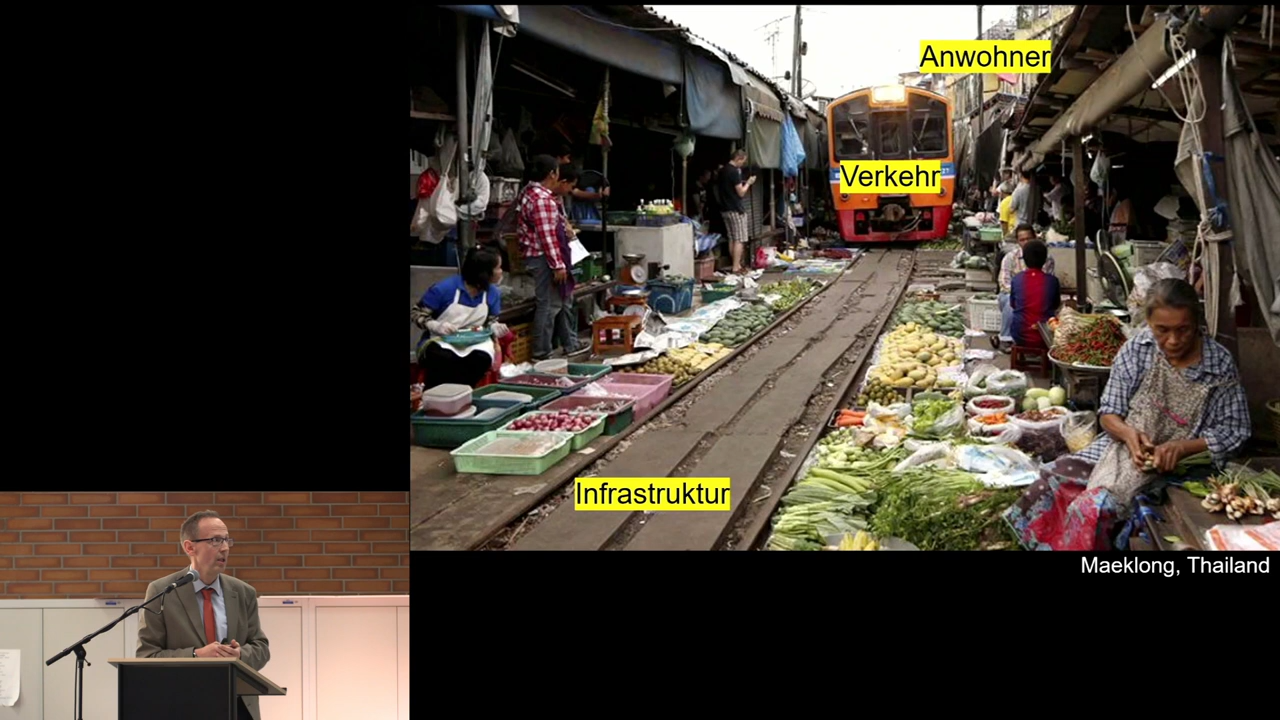 Anwohner
Verkehr
Infrastruktur
Maeklong, Thailand